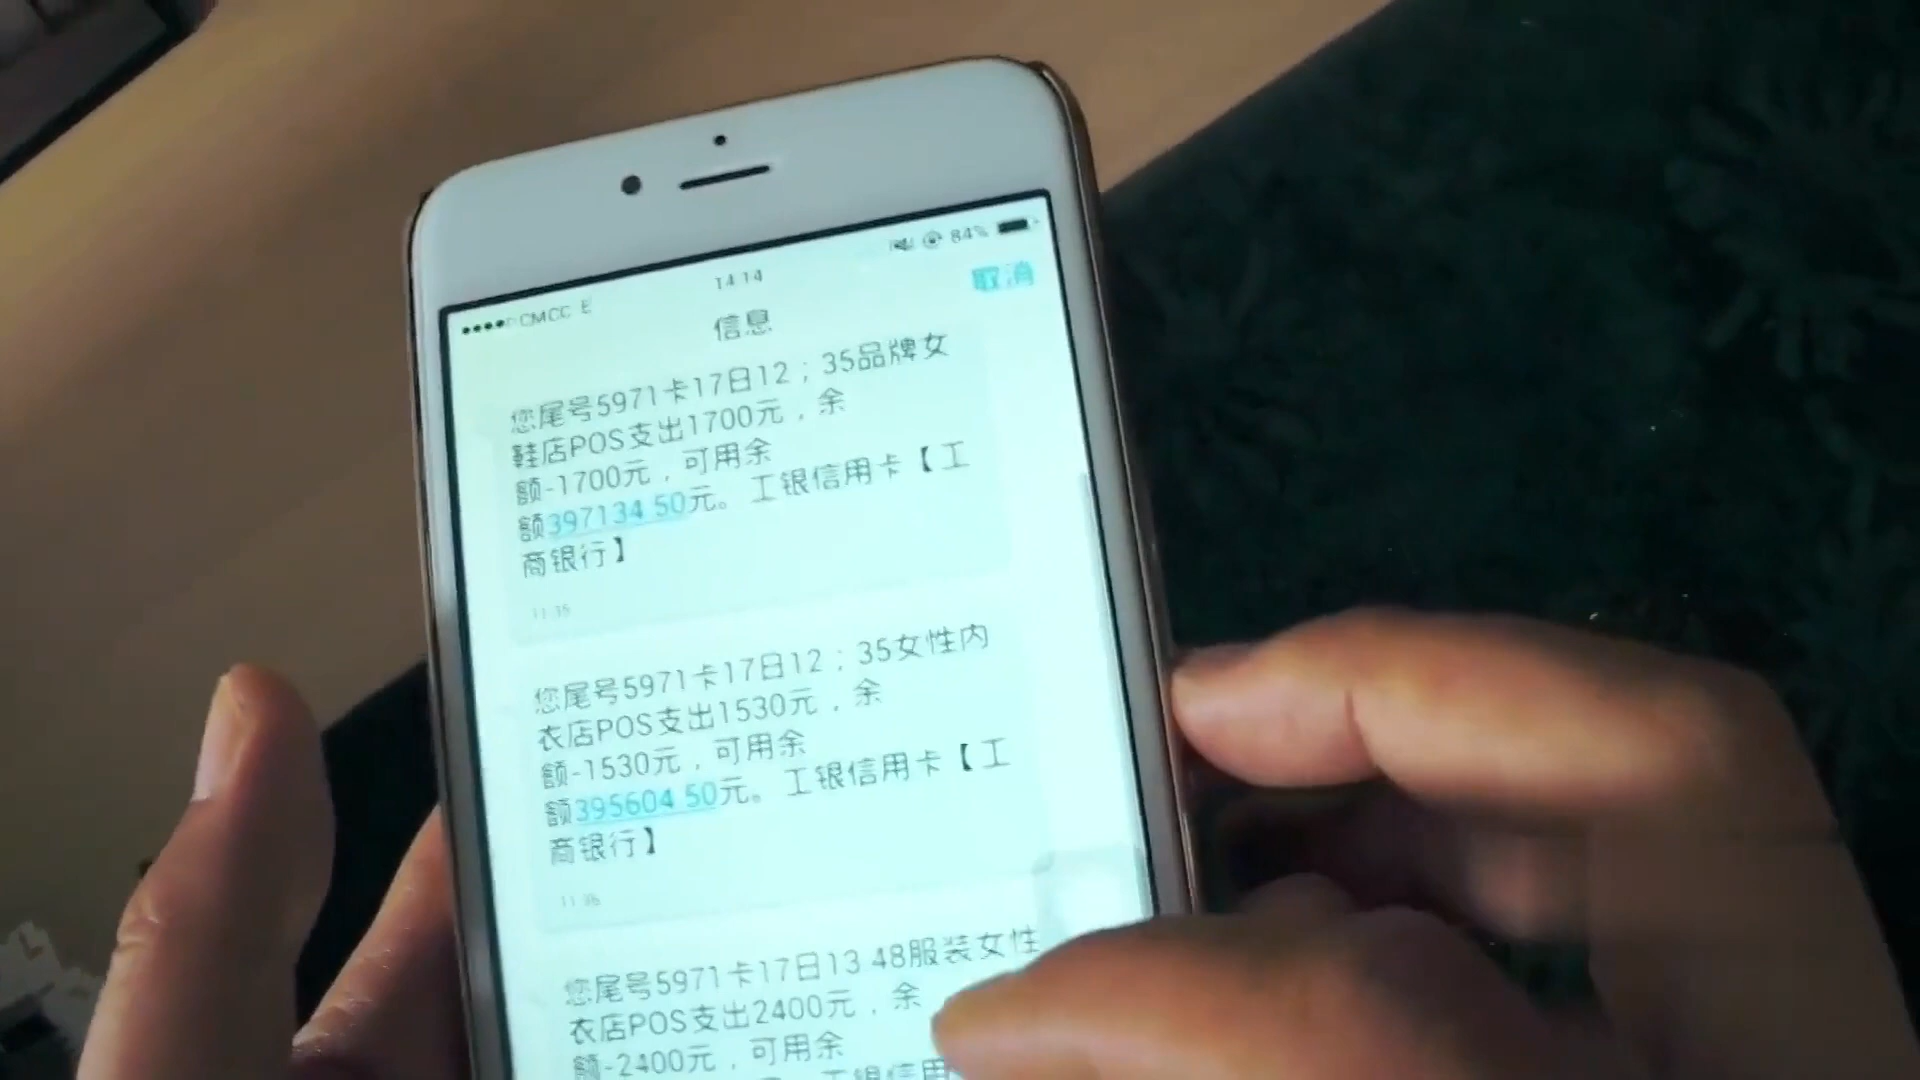 ●●●●○CMCC E
14:14
84%
信息
取消
您尾号5971卡17日12；35品牌女
鞋店POS支出1700元，余
额-1700元，可用余
额397134.50元。工银信用卡【工
商银行】
11:35
您尾号5971卡17日12；35女性内
衣店POS支出1530元，余
额-1530元，可用余
额395604.50元。工银信用卡【工
商银行】
11:36
您尾号5971卡17日13 48服装女性
衣店POS支出2400元，余
额-2400元，可用余
工银信用